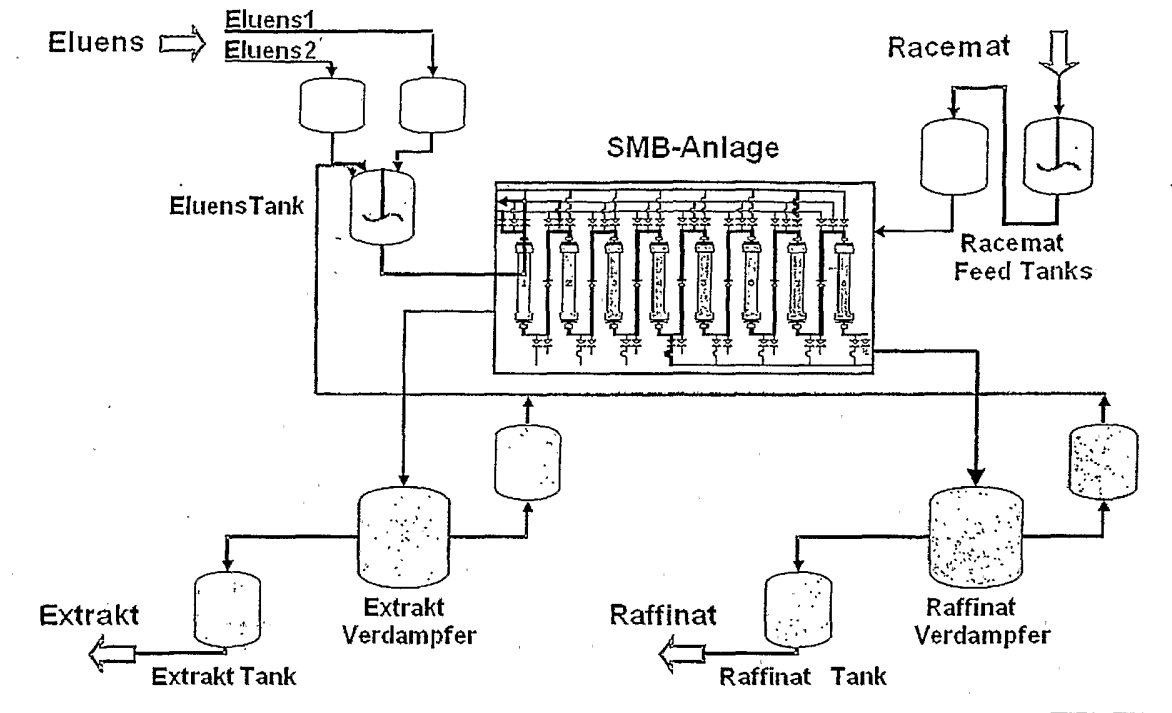 Eluens1
Eluens
Eluens2
Racemat
SMB-Anlage
EluensTank
Racemat
Feed Tanks
Extrakt
Verdampfer
Raffinat
Verdampfer
Extrakt
Raffinat
Extrakt Tank
Raffinat Tank